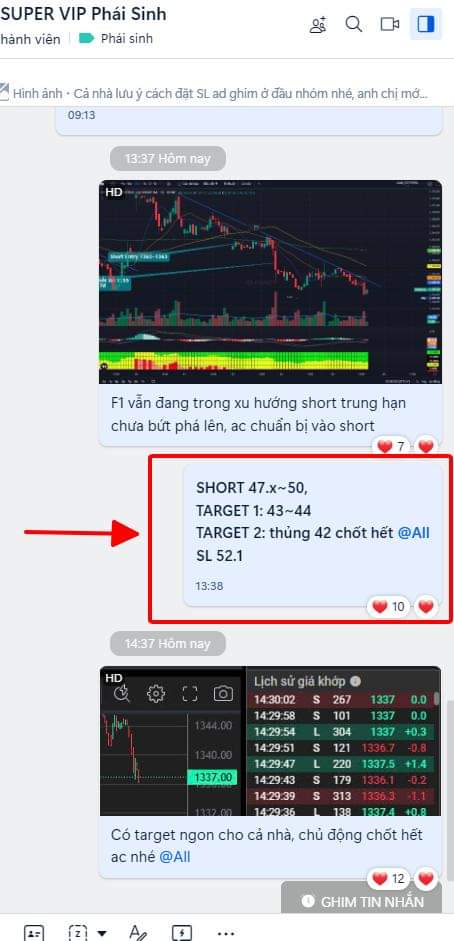 SUPER VIP Phái Sinh
hành viên
Phái sinh
Hình ảnh • Cả nhà lưu ý cách đặt SL ad ghim ở đầu nhóm nhé, anh chị mớ...
09:13
13:37 Hôm nay
HD
Short Entry 1362-1363
F1 vẫn đang trong xu hướng short trung hạn
chưa bứt phá lên, ac chuẩn bị vào short
7
SHORT 47.x~50,
TARGET 1: 43~44
TARGET 2: thủng 42 chốt hết @All
SL 52.1
13:38
10
14:37 Hôm nay
HD
1344.00
1340.00
1337.00
1332.00
Lịch sử giá khớp
14:30:02 S 267 1337 0.0
14:29:58 S 101 1337 0.0
14:29:54 L 304 1337 +0.3
14:29:51 S 121 1336.7 -0.8
14:29:47 L 220 1337.5 +1.4
14:29:43 S 179 1336.1 -0.2
14:29:39 S 313 1336.3 -1.1
14:29:36 L 138 1337.4 +0.8
Có target ngon cho cả nhà, chủ động chốt hết
ac nhé @All
12
GHIM TIN NHẮN